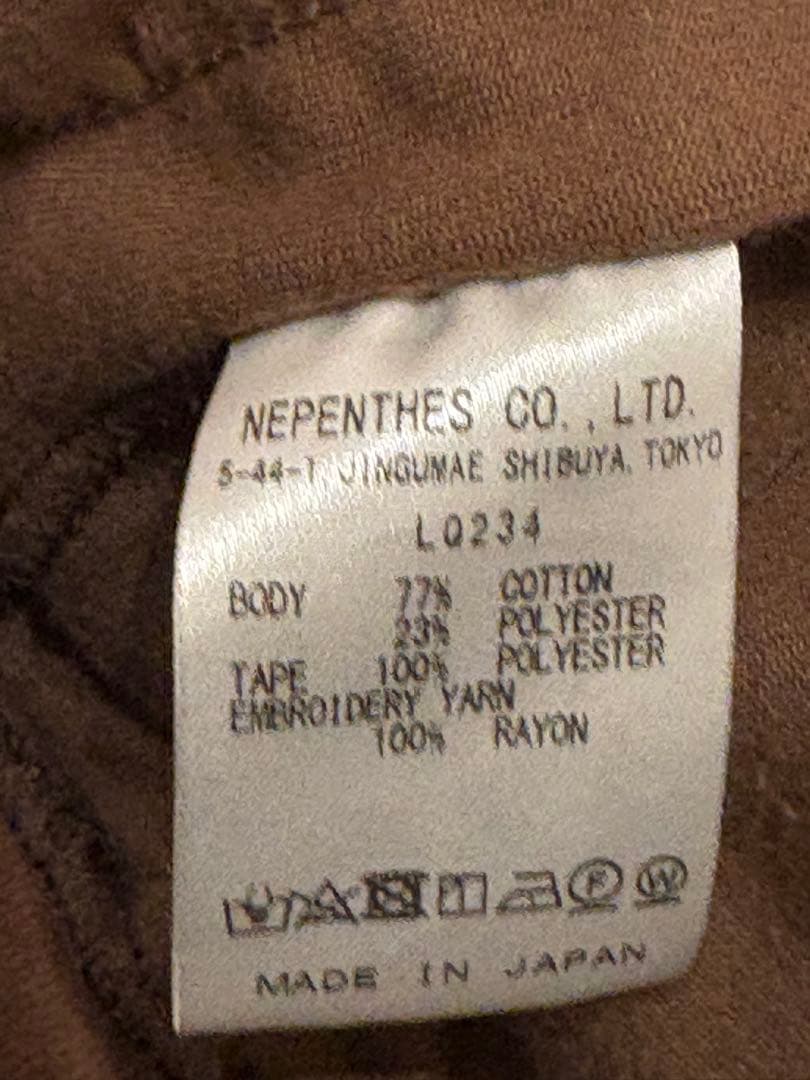 NEPENTHES CO.,LTD.
5-44-1, JINGUMAE SHIBUYA, TOKYO
LQ234
BODY 77% COTTON
23% POLYESTER
TAPE 100% POLYESTER
EMBROIDERY YARN
100% RAYON
F W
MADE IN JAPAN